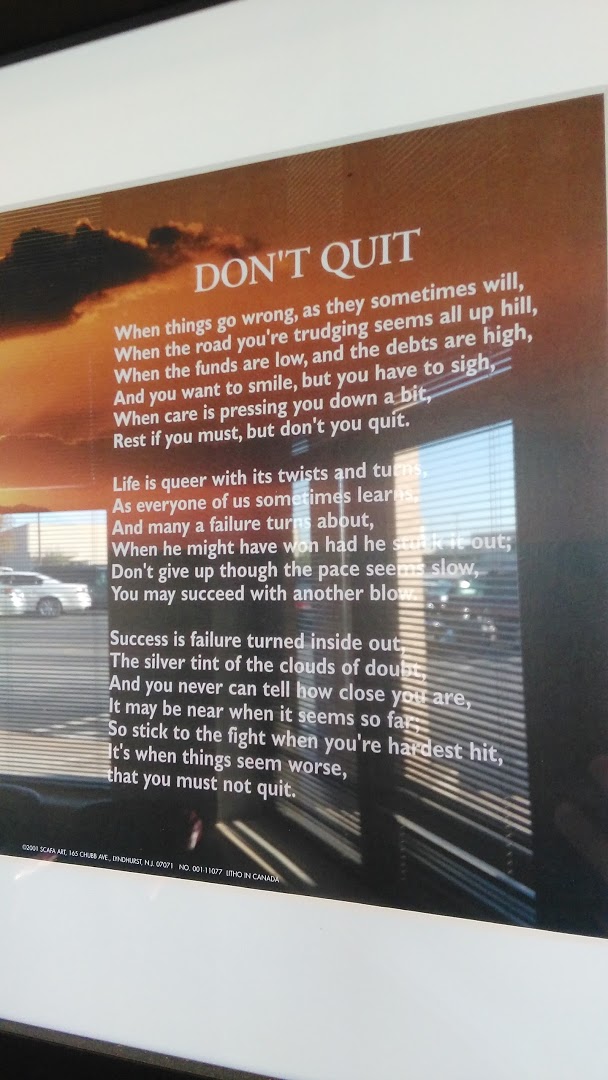 DON'T QUIT
When things go wrong, as they sometimes will,
When the road you're trudging seems all up hill,
When the funds are low, and the debts are high,
And you want to smile, but you have to sigh,
When care is pressing you down a bit,
Rest if you must, but don't you quit.
Life is queer with its twists and turns,
As everyone of us sometimes learns,
And many a failure turns about,
When he might have won had he stuck it out;
Don't give up though the pace seems slow,
You may succeed with another blow.
Success is failure turned inside out,
The silver tint of the clouds of doubt,
And you never can tell how close you are,
It may be near when it seems so far;
So stick to the fight when you're hardest hit,
It's when things seem worse,
that you must not quit.
©2001 SCAFA ART, 165 CHUBB AVE., LYNDHURST, N.J. 07071 NO. 001-11077 LITHO IN CANADA